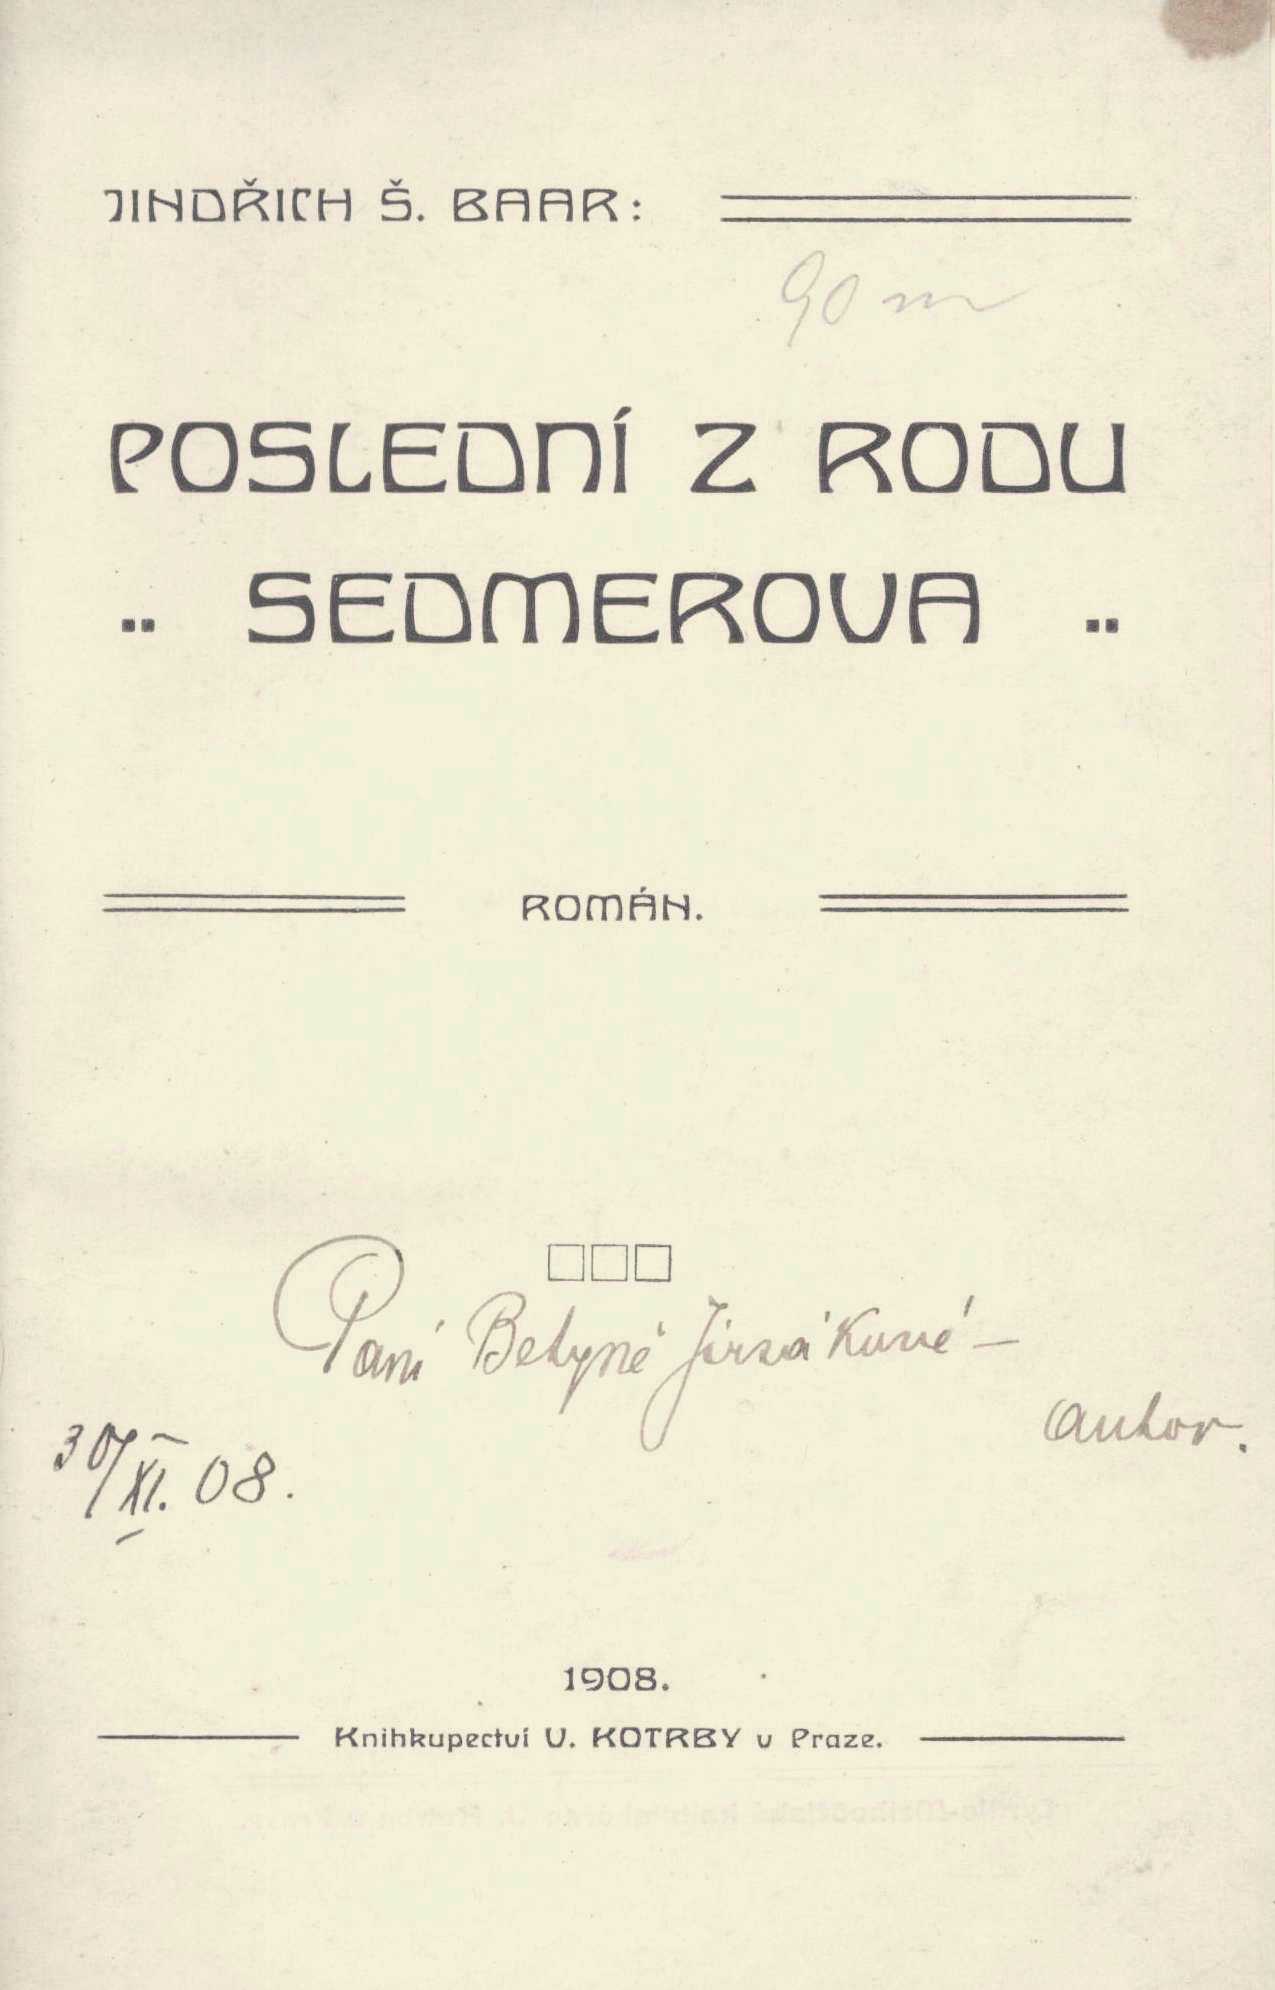 JINDŘICH Š. BAAR:
90 m
POSLEDNÍ Z RODU
SEDMEROVA
ROMÁN.
Paní Betyně Jirsákové —
autor.
30/XI. 08.
1908.
Knihkupectví V. KOTRBY v Praze.